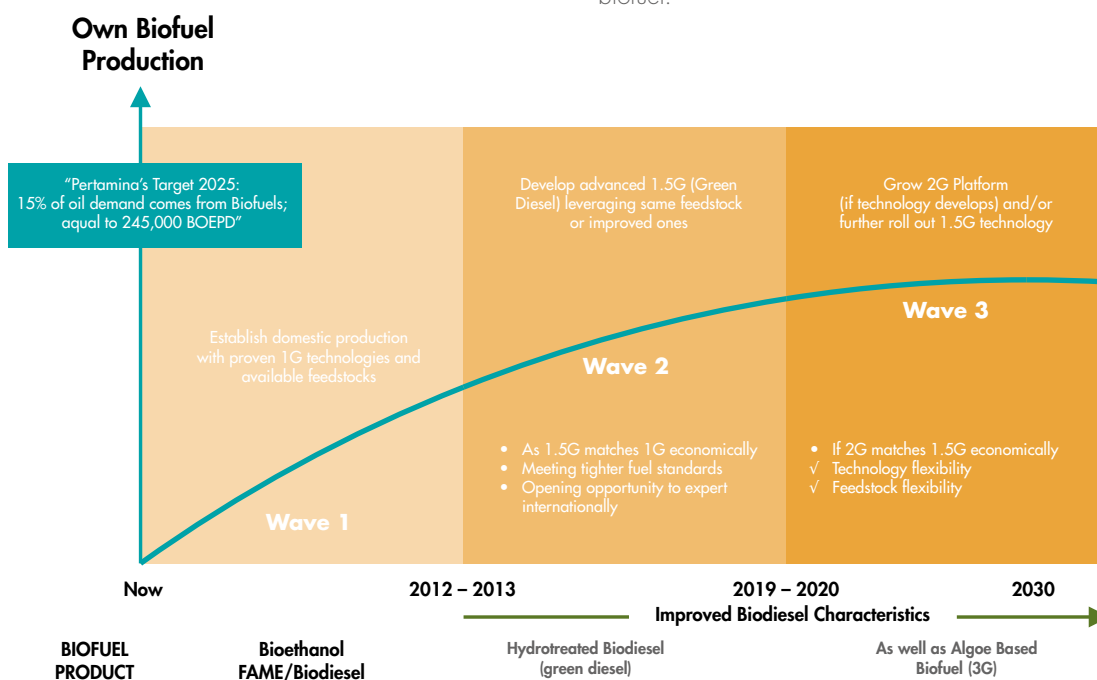 biofuel.
Own Biofuel
Production
"Pertamina's Target 2025:
15% of oil demand comes from Biofuels;
aqual to 245,000 BOEPD"
Establish domestic production
with proven 1G technologies and
available feedstocks
Wave 1
Develop advanced 1.5G (Green
Diesel) leveraging same feedstock
or improved ones
Wave 2
• As 1.5G matches 1G economically
• Meeting tighter fuel standards
• Opening opportunity to expert
internationally
Grow 2G Platform
(if technology develops) and/or
further roll out 1.5G technology
Wave 3
• If 2G matches 1.5G economically
√ Technology flexibility
√ Feedstock flexibility
Now
2012 – 2013
2019 – 2020
2030
Improved Biodiesel Characteristics
BIOFUEL
PRODUCT
Bioethanol
FAME/Biodiesel
Hydrotreated Biodiesel
(green diesel)
As well as Algoe Based
Biofuel (3G)